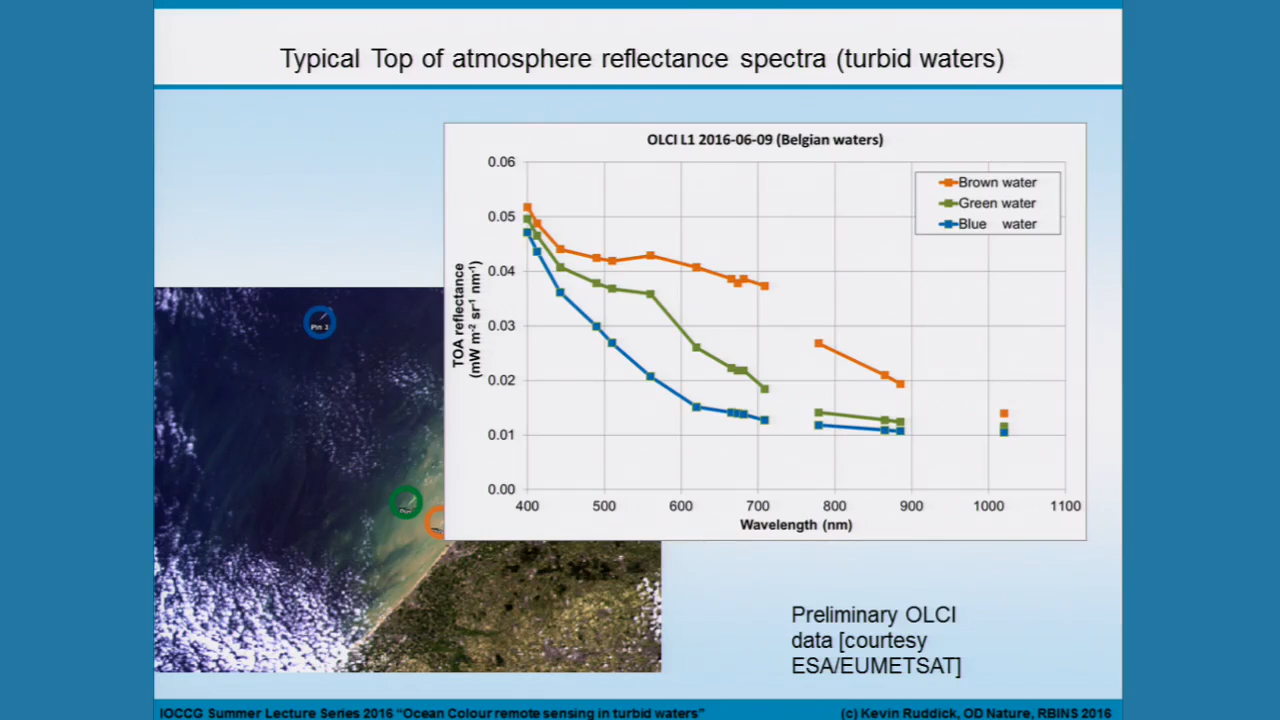 Typical Top of atmosphere reflectance spectra (turbid waters)
OLCI L1 2016-06-09 (Belgian waters)
0.06
0.05
0.04
0.03
0.02
0.01
0.00
TOA reflectance
(mW m⁻² sr⁻¹ nm⁻¹)
Brown water
Green water
Blue water
400 500 600 700 800 900 1000 1100
Wavelength (nm)
Pin 3
Preliminary OLCI
data [courtesy
ESA/EUMETSAT]
IOCCG Summer Lecture Series 2016 "Ocean Colour remote sensing in turbid waters"
(c) Kevin Ruddick, OD Nature, RBINS 2016